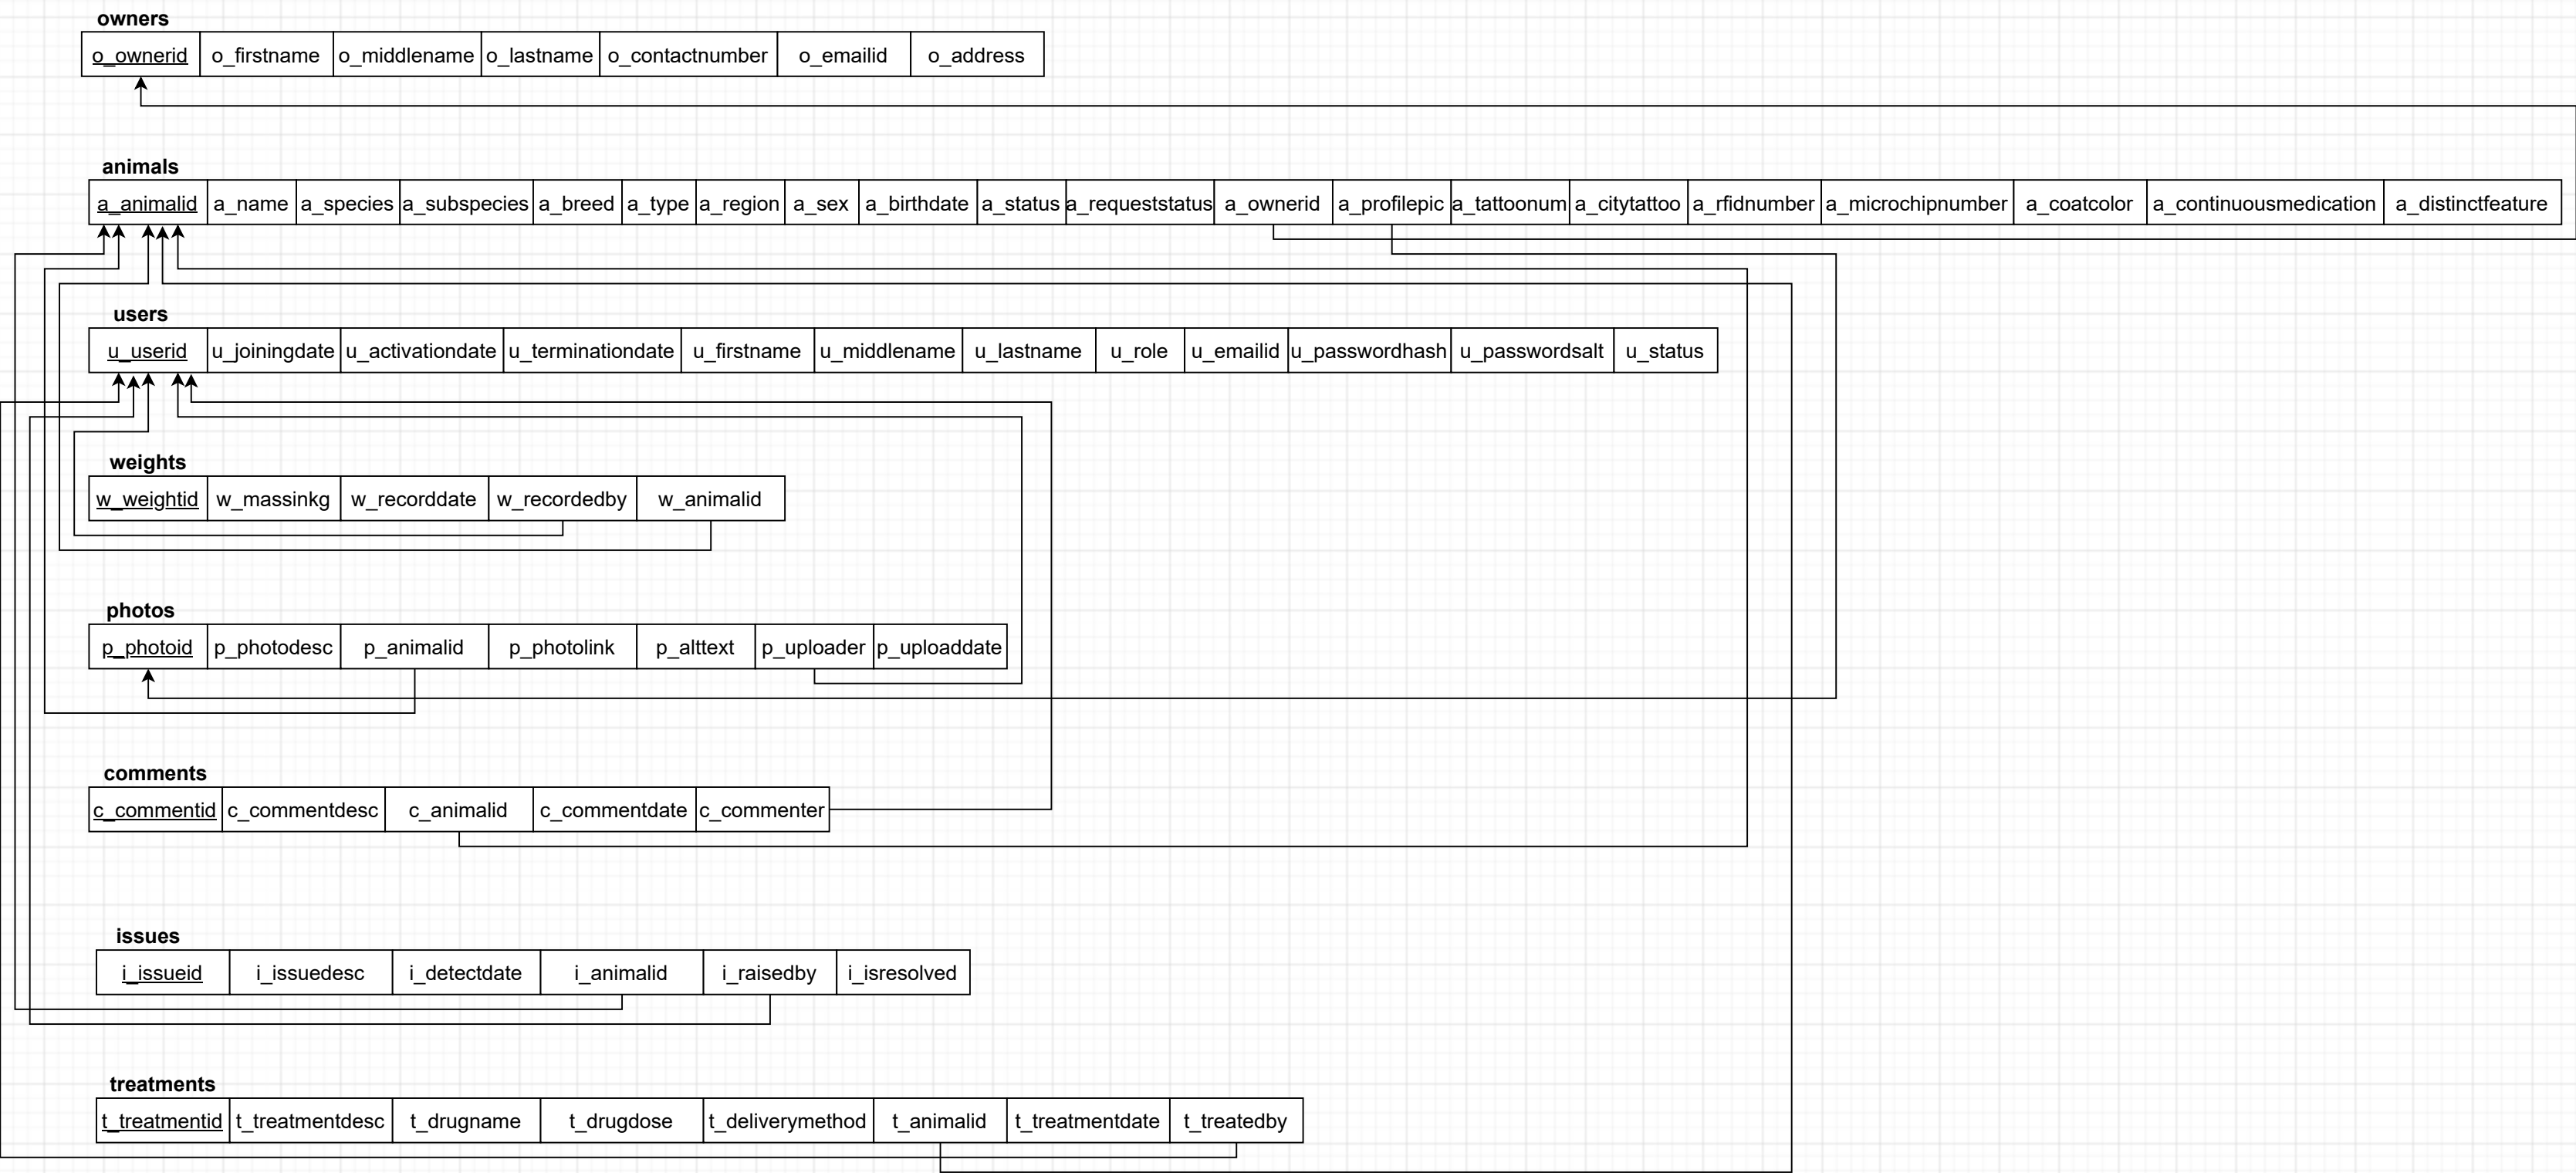 owners
o_ownerid o_firstname o_middlename o_lastname o_contactnumber o_emailid o_address
animals
a_animalid a_name a_species a_subspecies a_breed a_type a_region a_sex a_birthdate a_status a_requeststatus a_ownerid a_profilepic a_tattoonum a_citytattoo a_rfidnumber a_microchipnumber a_coatcolor a_continuousmedication a_distinctfeature
users
u_userid u_joiningdate u_activationdate u_terminationdate u_firstname u_middlename u_lastname u_role u_emailid u_passwordhash u_passwordsalt u_status
weights
w_weightid w_massinkg w_recorddate w_recordedby w_animalid
photos
p_photoid p_photodesc p_animalid p_photolink p_alttext p_uploader p_uploaddate
comments
c_commentid c_commentdesc c_animalid c_commentdate c_commenter
issues
i_issueid i_issuedesc i_detectdate i_animalid i_raisedby i_isresolved
treatments
t_treatmentid t_treatmentdesc t_drugname t_drugdose t_deliverymethod t_animalid t_treatmentdate t_treatedby